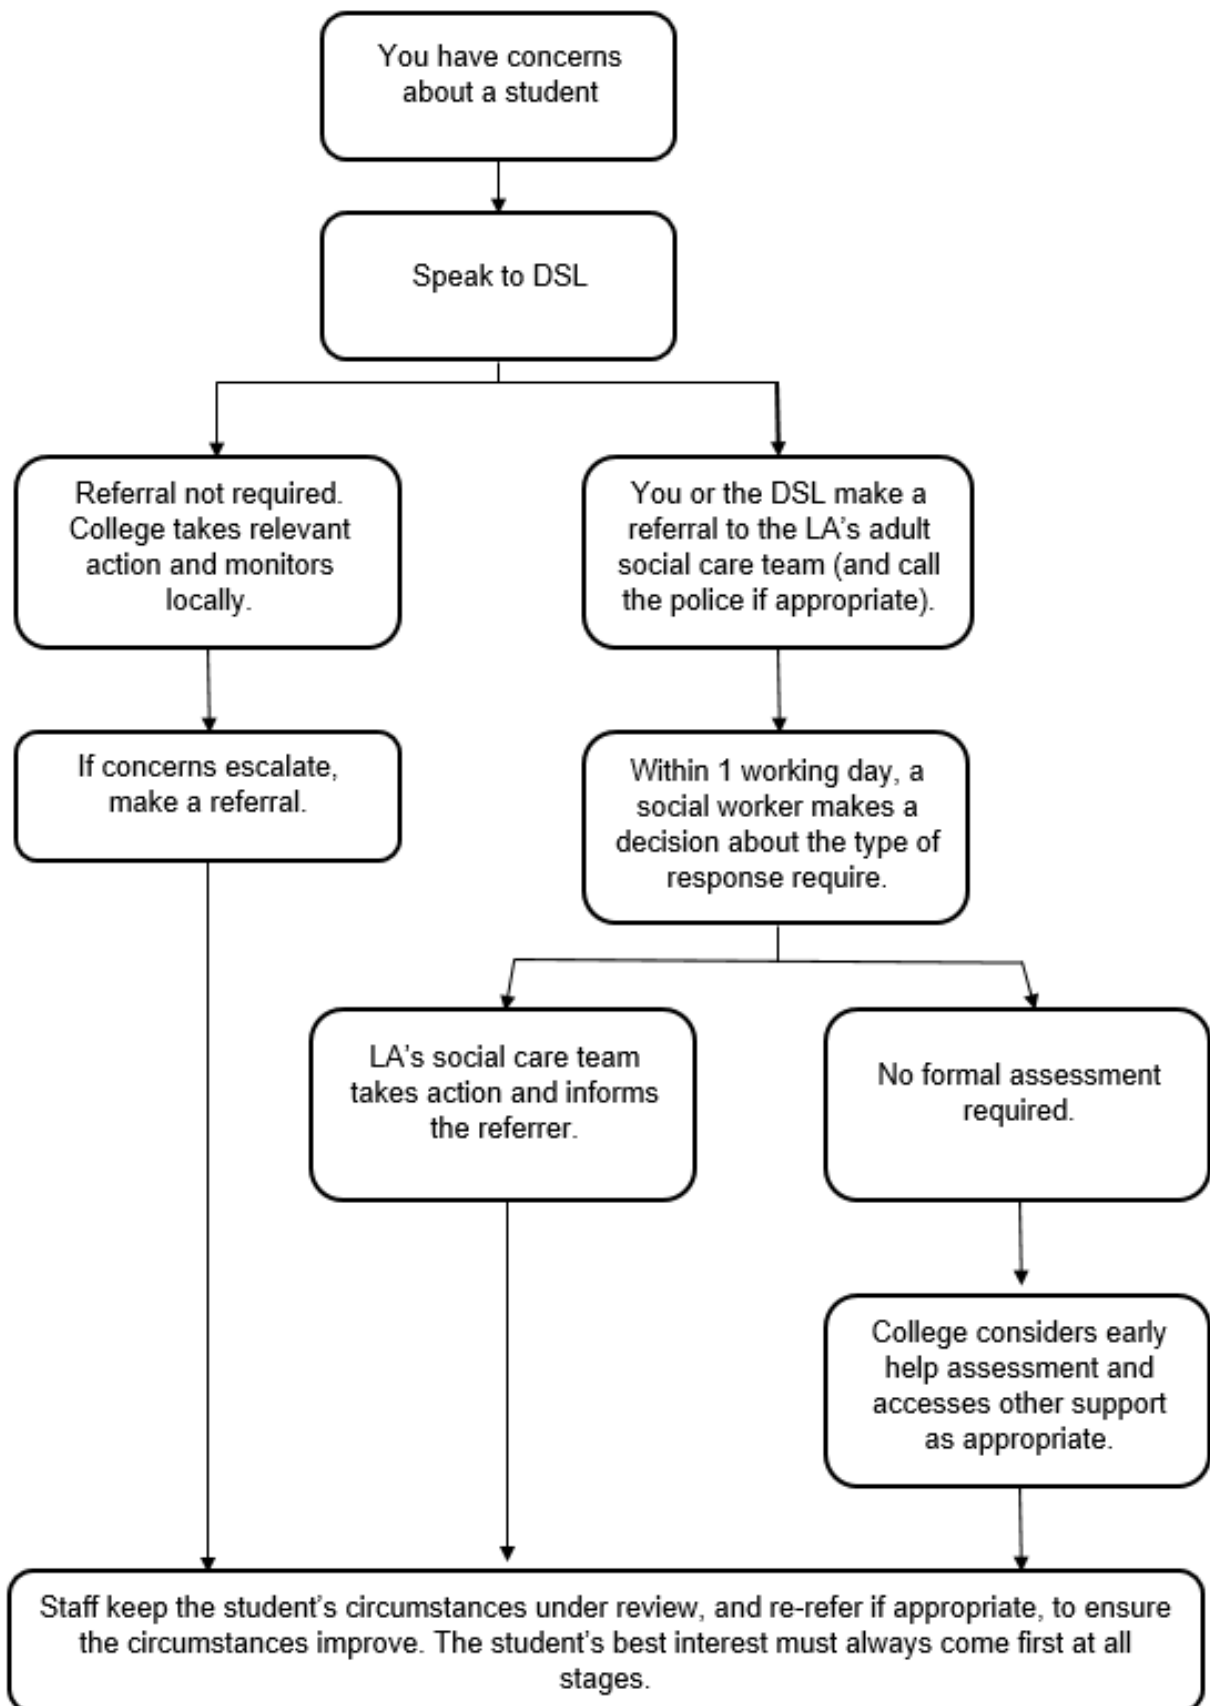 You have concerns
about a student
Speak to DSL
Referral not required.
College takes relevant
action and monitors
locally.
You or the DSL make a
referral to the LA's adult
social care team (and call
the police if appropriate).
If concerns escalate,
make a referral.
Within 1 working day, a
social worker makes a
decision about the type of
response require.
LA's social care team
takes action and informs
the referrer.
No formal assessment
required.
College considers early
help assessment and
accesses other support
as appropriate.
Staff keep the student's circumstances under review, and re-refer if appropriate, to ensure
the circumstances improve. The student's best interest must always come first at all
stages.